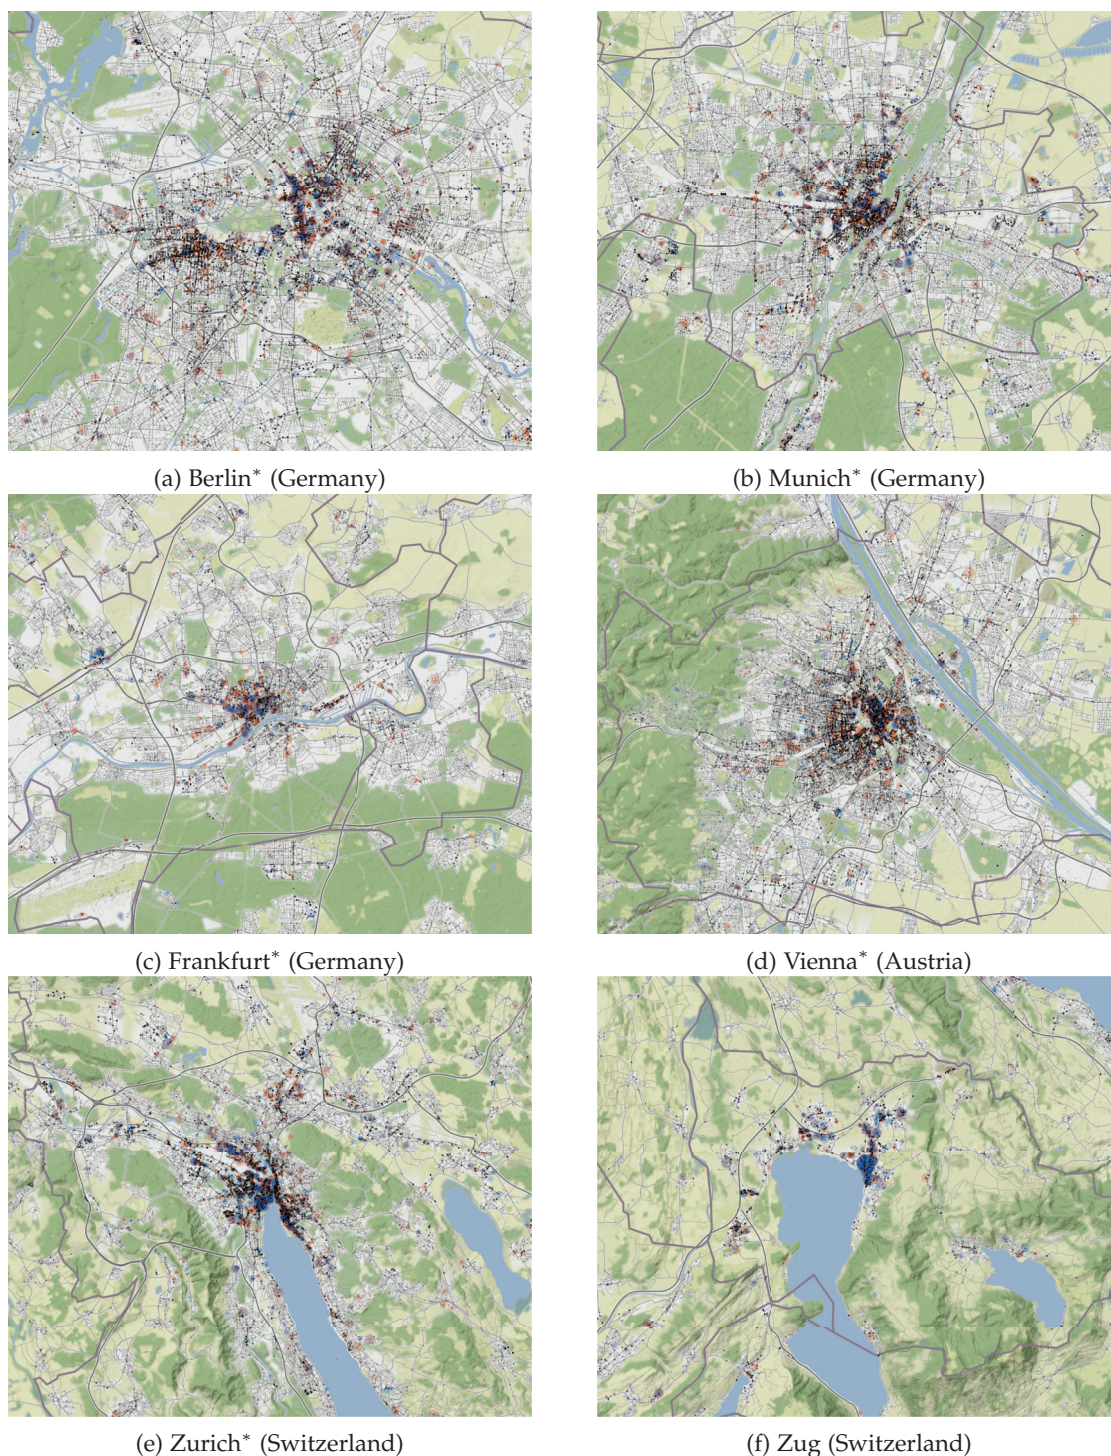 (a) Berlin* (Germany)
(b) Munich* (Germany)
(c) Frankfurt* (Germany)
(d) Vienna* (Austria)
(e) Zurich* (Switzerland)
(f) Zug (Switzerland)